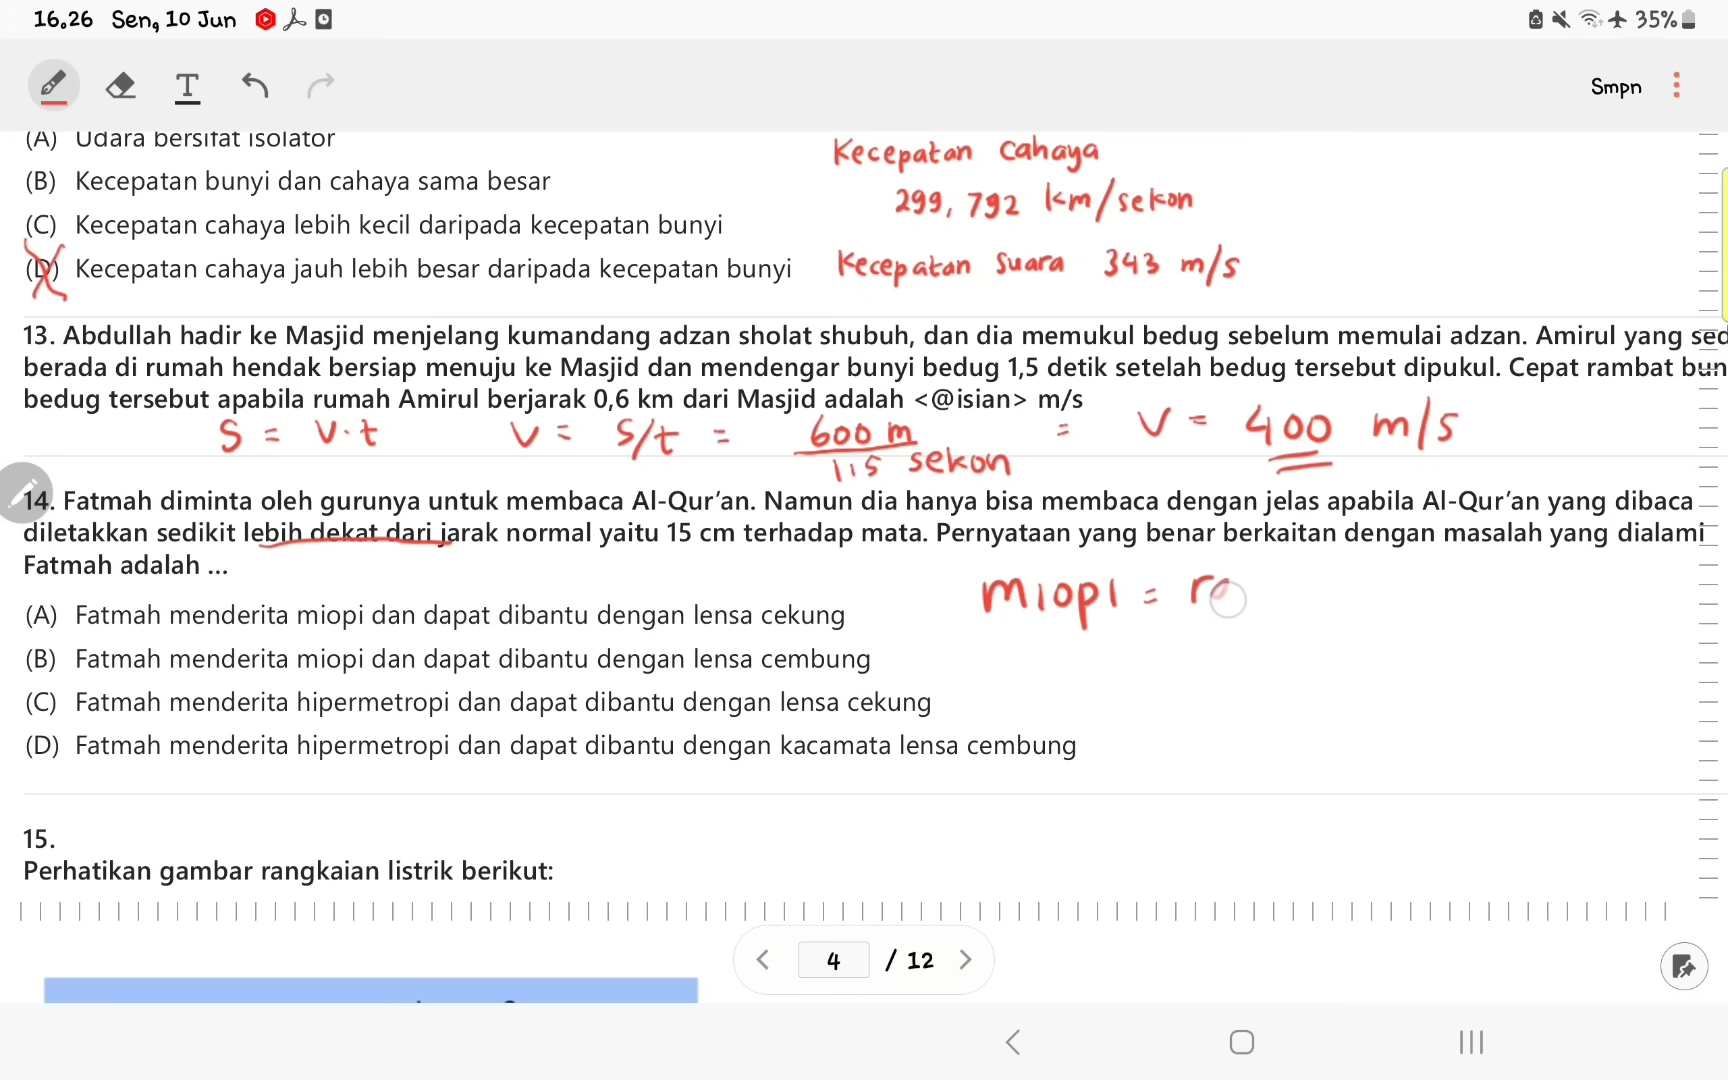 16.26 Sen, 10 Jun
35%
Smpn
(A) Udara bersifat isolator
Kecepatan Cahaya
(B) Kecepatan bunyi dan cahaya sama besar
299,792 km/sekon
(C) Kecepatan cahaya lebih kecil daripada kecepatan bunyi
(D) Kecepatan cahaya jauh lebih besar daripada kecepatan bunyi
Kecepatan Suara 343 m/s
13. Abdullah hadir ke Masjid menjelang kumandang adzan sholat shubuh, dan dia memukul bedug sebelum memulai adzan. Amirul yang sed
berada di rumah hendak bersiap menuju ke Masjid dan mendengar bunyi bedug 1,5 detik setelah bedug tersebut dipukul. Cepat rambat bun
bedug tersebut apabila rumah Amirul berjarak 0,6 km dari Masjid adalah <@isian> m/s
S = V.t V = S/t = 600 m = V = 400 m/s
1,5 sekon
14. Fatmah diminta oleh gurunya untuk membaca Al-Qur’an. Namun dia hanya bisa membaca dengan jelas apabila Al-Qur’an yang dibaca
diletakkan sedikit lebih dekat dari jarak normal yaitu 15 cm terhadap mata. Pernyataan yang benar berkaitan dengan masalah yang dialami
Fatmah adalah ...
miopi = ra
(A) Fatmah menderita miopi dan dapat dibantu dengan lensa cekung
(B) Fatmah menderita miopi dan dapat dibantu dengan lensa cembung
(C) Fatmah menderita hipermetropi dan dapat dibantu dengan lensa cekung
(D) Fatmah menderita hipermetropi dan dapat dibantu dengan kacamata lensa cembung
15.
Perhatikan gambar rangkaian listrik berikut:
4 / 12